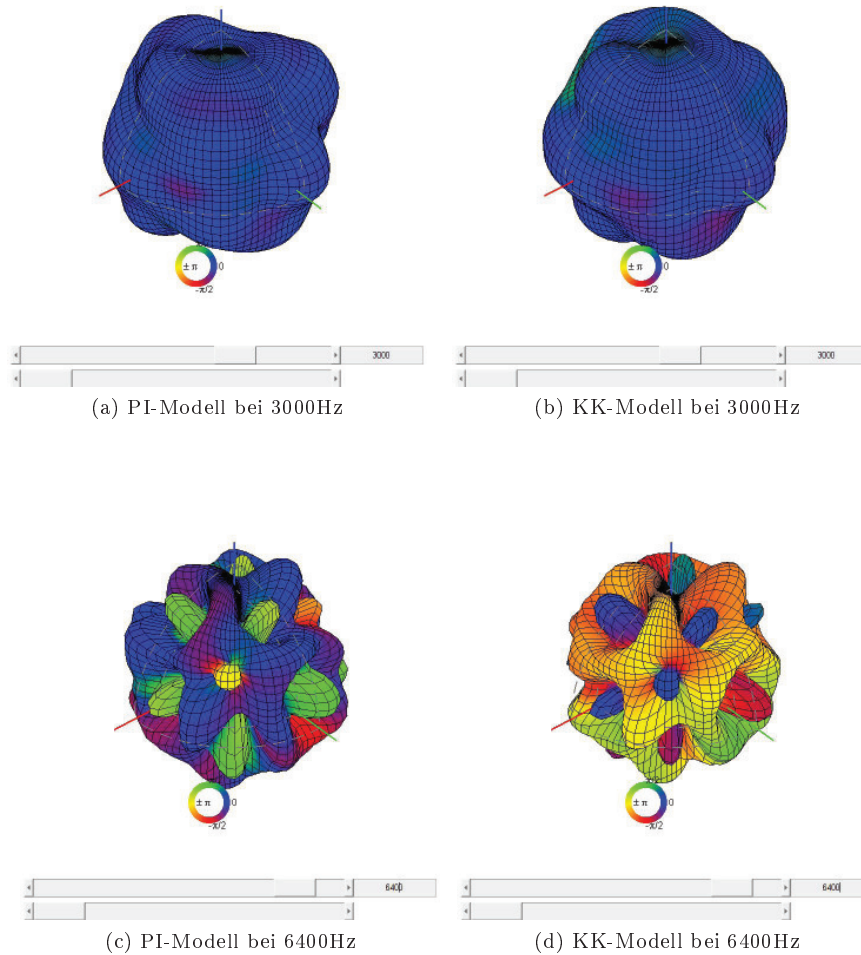 ± π 0
-π/2
± π 0
-π/2
3000
3000
(a) PI-Modell bei 3000Hz
(b) KK-Modell bei 3000Hz
± π 0
-π/2
± π 0
-π/2
6400
6400
(c) PI-Modell bei 6400Hz
(d) KK-Modell bei 6400Hz